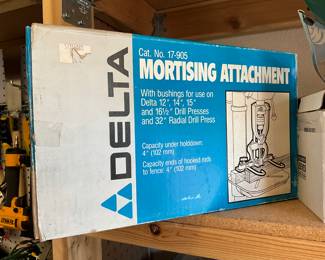 DELTA
Cat. No. 17-905
MORTISING ATTACHMENT
With bushings for use on
Delta 12", 14", 15"
and 16½" Drill Presses
and 32" Radial Drill Press
Capacity under holddown:
4" (102 mm)
Capacity ends of hooked rods
to fence: 4" (102 mm)